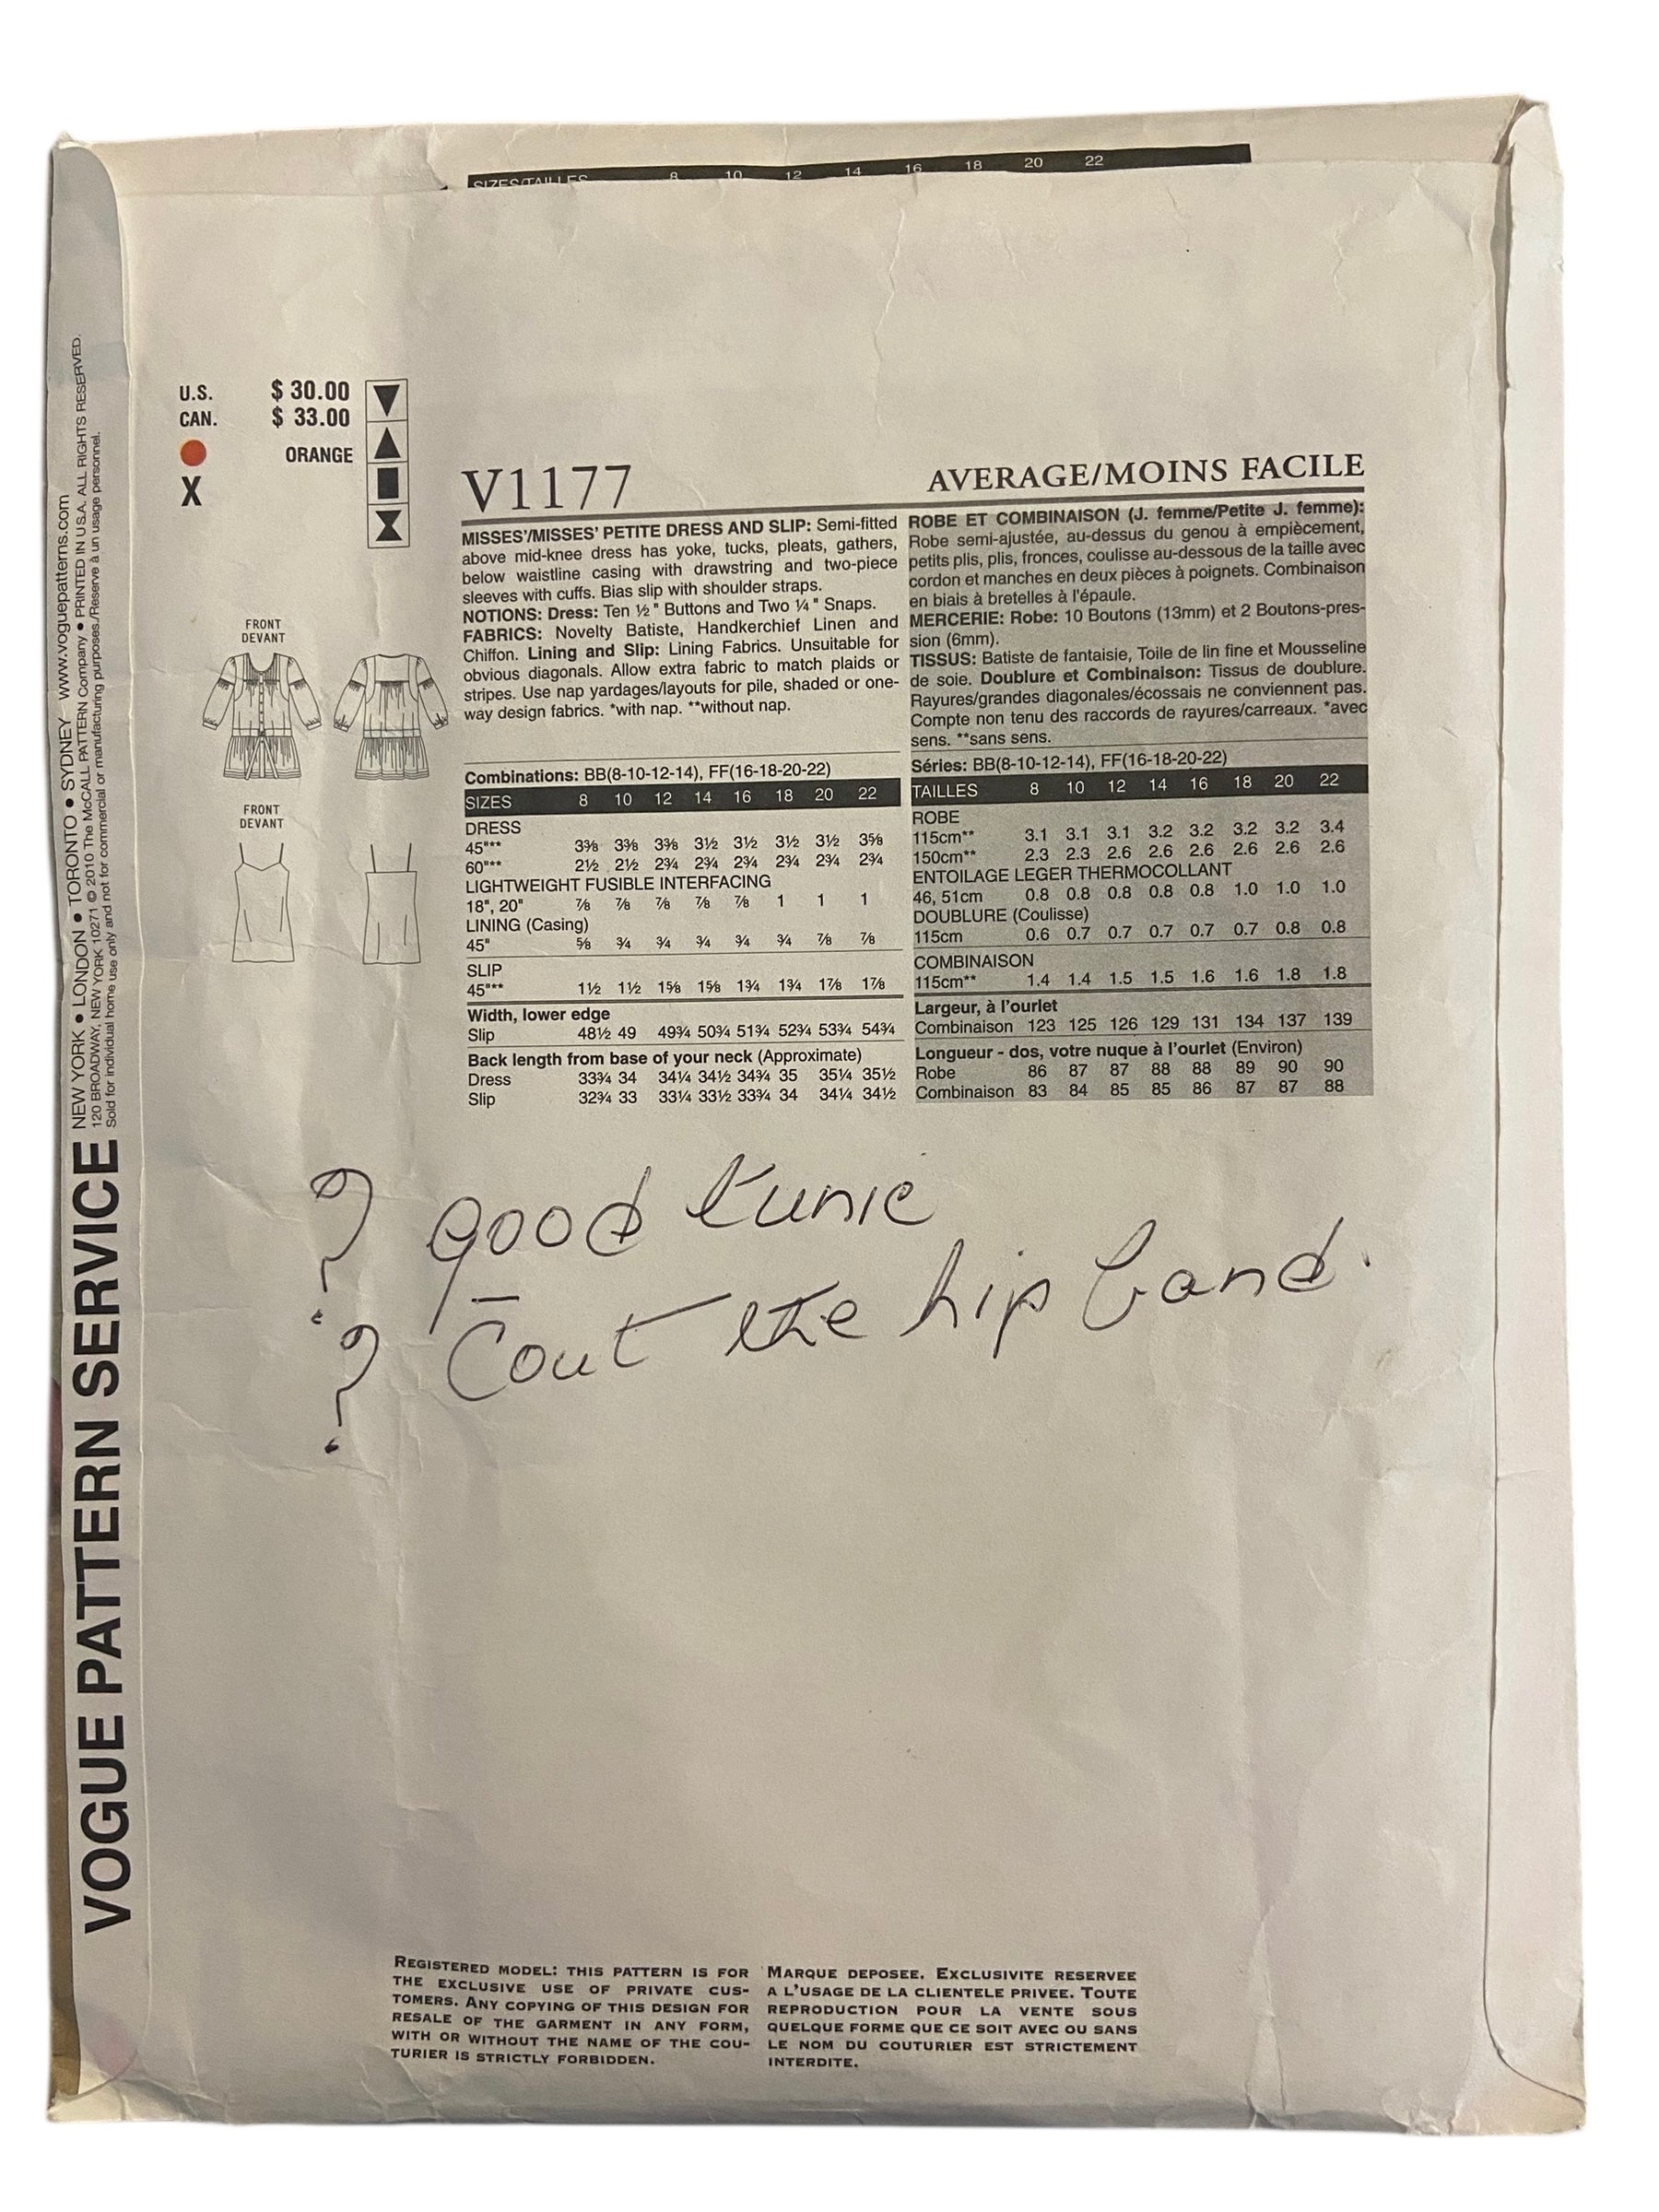 SIZES/TAILLES 8 10 12 14 16 18 20 22
U.S. $ 30.00
CAN. $ 33.00
ORANGE
X
V1177
AVERAGE/MOINS FACILE
MISSES'/MISSES' PETITE DRESS AND SLIP: Semi-fitted
above mid-knee dress has yoke, tucks, pleats, gathers,
below waistline casing with drawstring and two-piece
sleeves with cuffs. Bias slip with shoulder straps.
NOTIONS: Dress: Ten ½" Buttons and Two ¼" Snaps.
FABRICS: Novelty Batiste, Handkerchief Linen and
Chiffon. Lining and Slip: Lining Fabrics. Unsuitable for
obvious diagonals. Allow extra fabric to match plaids or
stripes. Use nap yardages/layouts for pile, shaded or one-
way design fabrics. *with nap. **without nap.
Combinations: BB(8-10-12-14), FF(16-18-20-22)
SIZES 8 10 12 14 16 18 20 22
DRESS
45"** 3⅜ 3⅜ 3⅜ 3½ 3½ 3½ 3½ 3⅝
60"** 2½ 2½ 2¾ 2¾ 2¾ 2¾ 2¾ 2¾
LIGHTWEIGHT FUSIBLE INTERFACING
18", 20" ⅞ ⅞ ⅞ ⅞ ⅞ 1 1 1
LINING (Casing)
45" ⅝ ¾ ¾ ¾ ¾ ¾ ⅞ ⅞
SLIP
45"** 1½ 1½ 1⅝ 1⅝ 1¾ 1¾ 1⅞ 1⅞
Width, lower edge
Slip 48½ 49 49¾ 50¾ 51¾ 52¾ 53¾ 54¾
Back length from base of your neck (Approximate)
Dress 33¾ 34 34¼ 34½ 34¾ 35 35¼ 35½
Slip 32¾ 33 33¼ 33½ 33¾ 34 34¼ 34½
ROBE ET COMBINAISON (J. femme/Petite J. femme):
Robe semi-ajustée, au-dessus du genou à empiècement,
petits plis, plis, fronces, coulisse au-dessous de la taille avec
cordon et manches en deux pièces à poignets. Combinaison
en biais à bretelles à l'épaule.
MERCERIE: Robe: 10 Boutons (13mm) et 2 Boutons-pres-
sion (6mm).
TISSUS: Batiste de fantaisie, Toile de lin fine et Mousseline
de soie. Doublure et Combinaison: Tissus de doublure.
Rayures/grandes diagonales/écossais ne conviennent pas.
Compte non tenu des raccords de rayures/carreaux. *avec
sens. **sans sens.
Séries: BB(8-10-12-14), FF(16-18-20-22)
TAILLES 8 10 12 14 16 18 20 22
ROBE
115cm** 3.1 3.1 3.1 3.2 3.2 3.2 3.2 3.4
150cm** 2.3 2.3 2.6 2.6 2.6 2.6 2.6 2.6
ENTOILAGE LEGER THERMOCOLLANT
46, 51cm 0.8 0.8 0.8 0.8 0.8 1.0 1.0 1.0
DOUBLURE (Coulisse)
115cm 0.6 0.7 0.7 0.7 0.7 0.7 0.8 0.8
COMBINAISON
115cm** 1.4 1.4 1.5 1.5 1.6 1.6 1.8 1.8
Largeur, à l'ourlet
Combinaison 123 125 126 129 131 134 137 139
Longueur - dos, votre nuque à l'ourlet (Environ)
Robe 86 87 87 88 88 89 90 90
Combinaison 83 84 85 85 86 87 87 88
FRONT
DEVANT
FRONT
DEVANT
? good tunic
? Cout the hip band.
VOGUE PATTERN SERVICE
NEW YORK • LONDON • TORONTO • SYDNEY www.voguepatterns.com
120 BROADWAY, NEW YORK 10271 © 2010 The McCALL PATTERN Company • PRINTED IN U.S.A. ALL RIGHTS RESERVED.
Sold for individual home use only and not for commercial or manufacturing purposes./Reserve à un usage personnel.
REGISTERED MODEL: THIS PATTERN IS FOR
THE EXCLUSIVE USE OF PRIVATE CUS-
TOMERS. ANY COPYING OF THIS DESIGN FOR
RESALE OF THE GARMENT IN ANY FORM,
WITH OR WITHOUT THE NAME OF THE COU-
TURIER IS STRICTLY FORBIDDEN.
MARQUE DEPOSEE. EXCLUSIVITE RESERVEE
A L'USAGE DE LA CLIENTELE PRIVEE. TOUTE
REPRODUCTION POUR LA VENTE SOUS
QUELQUE FORME QUE CE SOIT AVEC OU SANS
LE NOM DU COUTURIER EST STRICTEMENT
INTERDITE.